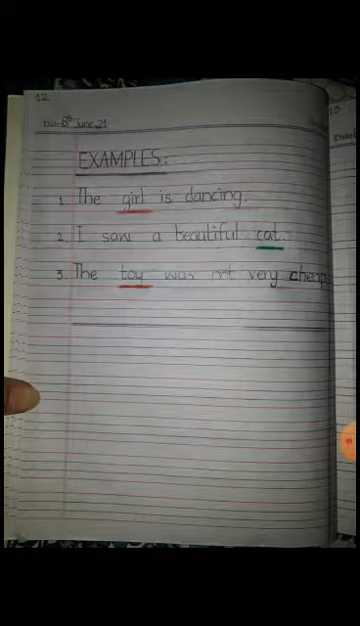 12
Date 8th June, 21
EXAMPLES:
1. The girl is dancing.
2. I saw a beautiful cat.
3. The toy was not very cheap